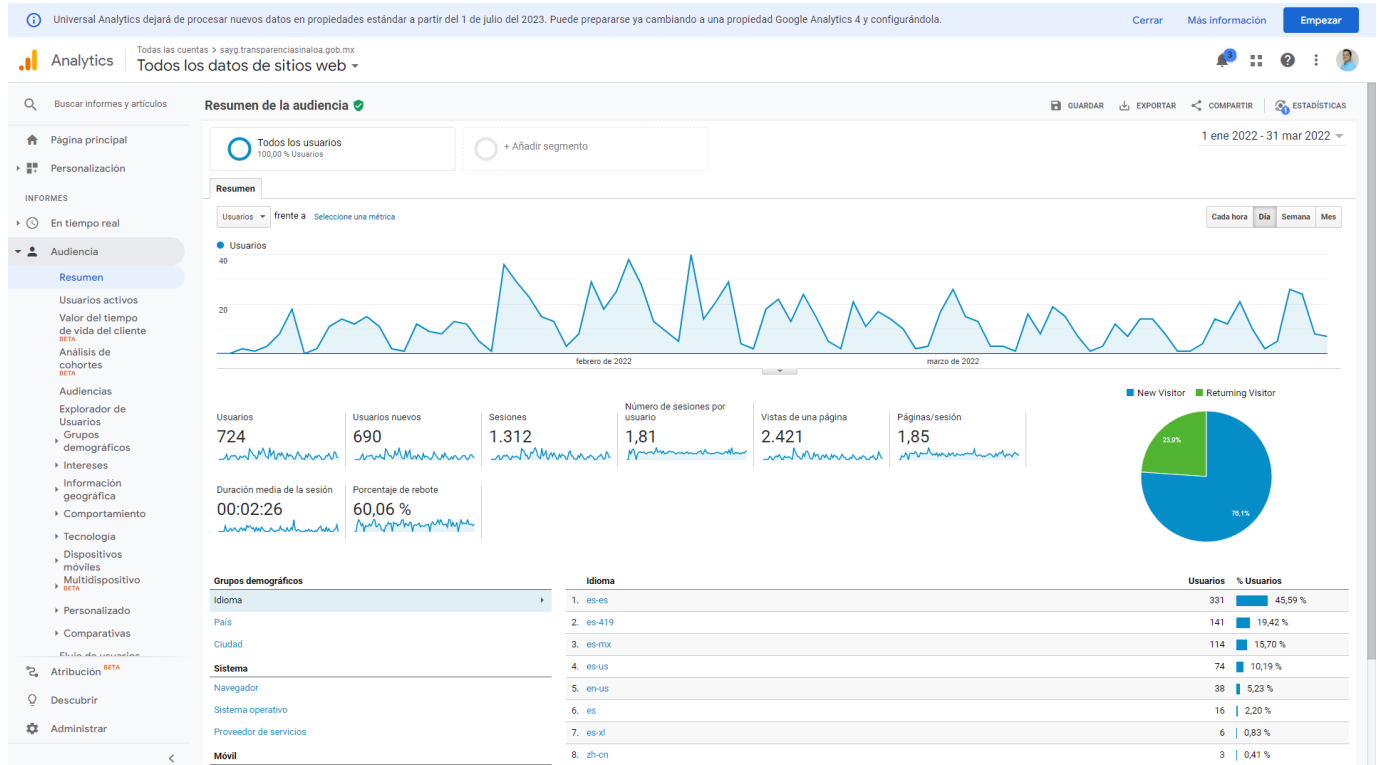 Universal Analytics dejará de procesar nuevos datos en propiedades estándar a partir del 1 de julio del 2023. Puede prepararse ya cambiando a una propiedad Google Analytics 4 y configurándola.
Cerrar
Más información
Empezar
Analytics
Todas las cuentas > sayg.transparenciasinaloa.gob.mx
Todos los datos de sitios web
3
Buscar informes y artículos
Página principal
Personalización
INFORMES
En tiempo real
Audiencia
Resumen
Usuarios activos
Valor del tiempo
de vida del cliente
BETA
Análisis de
cohortes
BETA
Audiencias
Explorador de
Usuarios
Grupos
demográficos
Intereses
Información
geográfica
Comportamiento
Tecnología
Dispositivos
móviles
Multidispositivo
BETA
Personalizado
Comparativas
Flujo de usuarios
Atribución BETA
Descubrir
Administrar
Resumen de la audiencia
GUARDAR
EXPORTAR
COMPARTIR
1
ESTADÍSTICAS
Todos los usuarios
100,00 % Usuarios
+ Añadir segmento
1 ene 2022 - 31 mar 2022
Resumen
Usuarios
frente a
Seleccione una métrica
Cada hora
Día
Semana
Mes
Usuarios
40
20
febrero de 2022
marzo de 2022
New Visitor
Returning Visitor
23,9%
76,1%
Usuarios
724
Usuarios nuevos
690
Sesiones
1.312
Número de sesiones por
usuario
1,81
Vistas de una página
2.421
Páginas/sesión
1,85
Duración media de la sesión
00:02:26
Porcentaje de rebote
60,06 %
Grupos demográficos
Idioma
País
Ciudad
Sistema
Navegador
Sistema operativo
Proveedor de servicios
Móvil
Idioma Usuarios % Usuarios
1. es-es 331 45,59 %
2. es-419 141 19,42 %
3. es-mx 114 15,70 %
4. es-us 74 10,19 %
5. en-us 38 5,23 %
6. es 16 2,20 %
7. es-xl 6 0,83 %
8. zh-cn 3 0,41 %